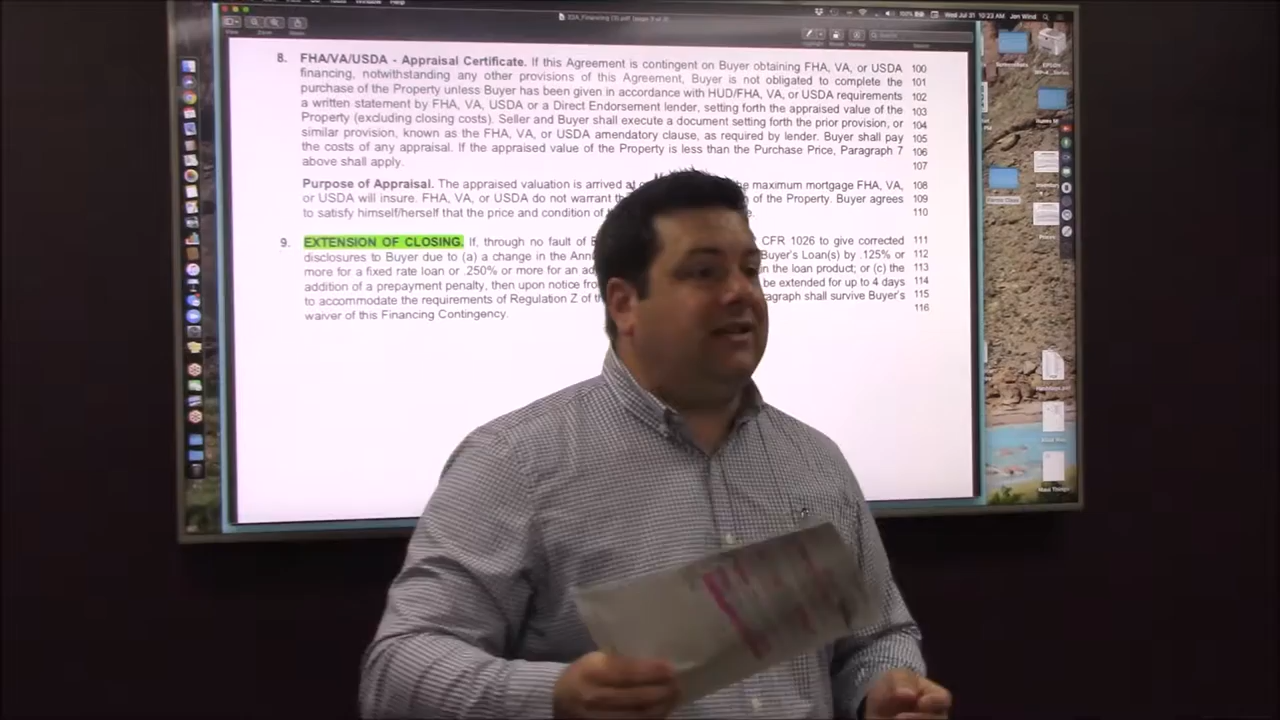 Wed Jul 31 10:23 AM Jon Wind
8. FHA/VA/USDA - Appraisal Certificate. If this Agreement is contingent on Buyer obtaining FHA, VA, or USDA 100
financing, notwithstanding any other provisions of this Agreement, Buyer is not obligated to complete the 101
purchase of the Property unless Buyer has been given in accordance with HUD/FHA, VA, or USDA requirements 102
a written statement by FHA, VA, USDA or a Direct Endorsement lender, setting forth the appraised value of the 103
Property (excluding closing costs). Seller and Buyer shall execute a document setting forth the prior provision, or 104
similar provision, known as the FHA, VA, or USDA amendatory clause, as required by lender. Buyer shall pay 105
the costs of any appraisal. If the appraised value of the Property is less than the Purchase Price, Paragraph 7 106
above shall apply. 107
Purpose of Appraisal. The appraised valuation is arrived at the maximum mortgage FHA, VA, 108
or USDA will insure. FHA, VA, or USDA do not warrant of the Property. Buyer agrees 109
to satisfy himself/herself that the price and condition of 110
9. EXTENSION OF CLOSING. If, through no fault of CFR 1026 to give corrected 111
disclosures to Buyer due to (a) a change in the Buyer's Loan(s) by .125% or 112
more for a fixed rate loan or .250% or more for an in the loan product; or (c) the 113
addition of a prepayment penalty, then upon notice be extended for up to 4 days 114
to accommodate the requirements of Regulation Z of paragraph shall survive Buyer's 115
waiver of this Financing Contingency. 116